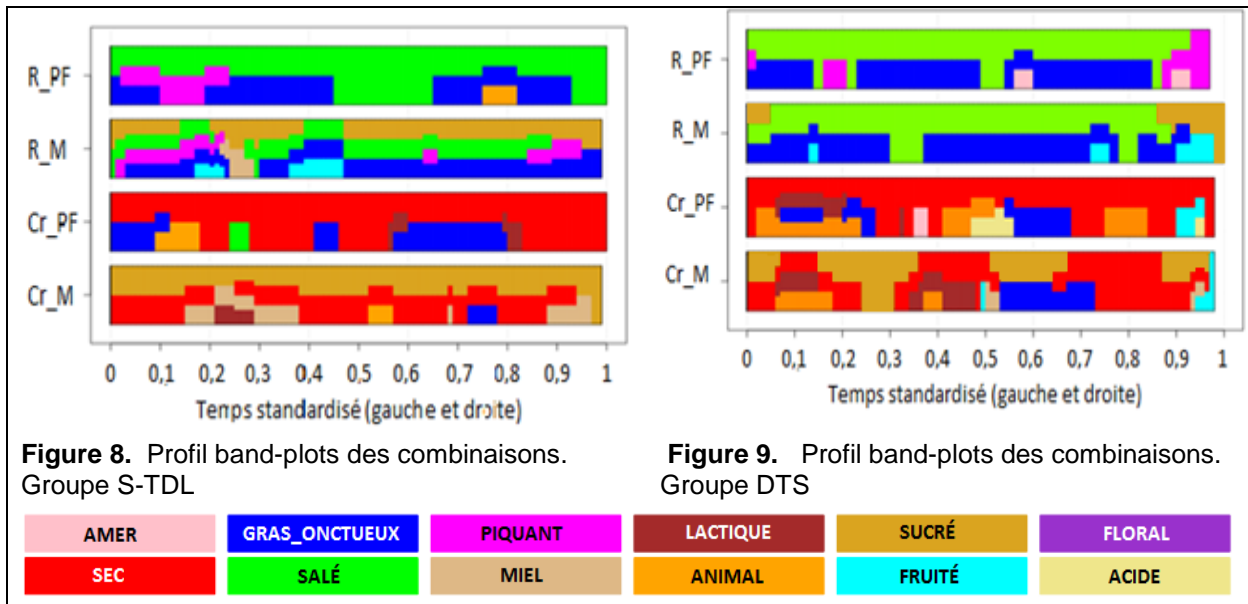 R_PF
R_M
Cr_PF
Cr_M
0 0,1 0,2 0,3 0,4 0,5 0,6 0,7 0,8 0,9 1
Temps standardisé (gauche et droite)
R_PF
R_M
Cr_PF
Cr_M
0 0,1 0,2 0,3 0,4 0,5 0,6 0,7 0,8 0,9 1
Temps standardisé (gauche et droite)
Figure 8. Profil band-plots des combinaisons.
Groupe S-TDL
Figure 9. Profil band-plots des combinaisons.
Groupe DTS
AMER GRAS_ONCTUEUX PIQUANT LACTIQUE SUCRÉ FLORAL
SEC SALÉ MIEL ANIMAL FRUITÉ ACIDE